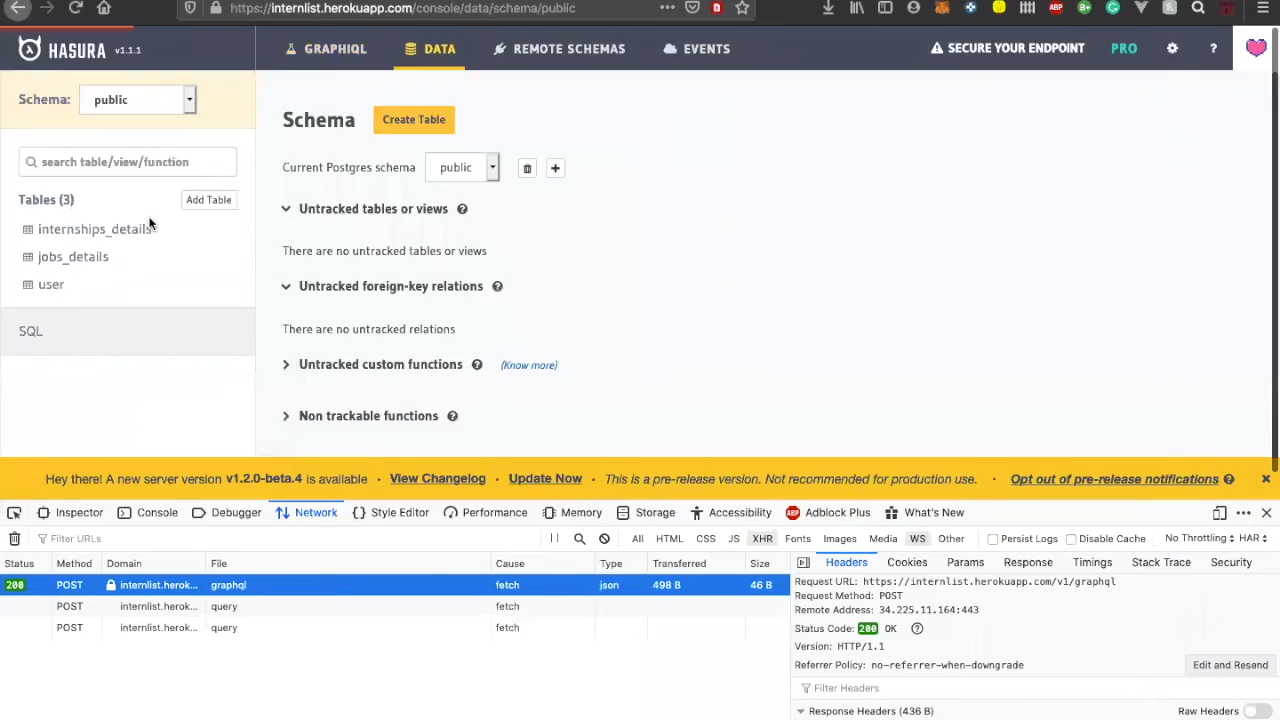 https://internlist.herokuapp.com/console/data/schema/public
HASURA v1.1.1
GRAPHIQL DATA REMOTE SCHEMAS EVENTS
SECURE YOUR ENDPOINT PRO ?
Schema: public
search table/view/function
Tables (3) Add Table
internships_details
jobs_details
user
SQL
Schema Create Table
Current Postgres schema public
Untracked tables or views
There are no untracked tables or views
Untracked foreign-key relations
There are no untracked relations
Untracked custom functions (Know more)
Non trackable functions
Hey there! A new server version v1.2.0-beta.4 is available · View Changelog · Update Now · This is a pre-release version. Not recommended for production use. · Opt out of pre-release notifications
Inspector Console Debugger Network Style Editor Performance Memory Storage Accessibility Adblock Plus What's New
Filter URLs All HTML CSS JS XHR Fonts Images Media WS Other Persist Logs Disable Cache No Throttling HAR
Status Method Domain File Cause Type Transferred Size
200 POST internlist.herok... graphql fetch json 498 B 46 B
POST internlist.herok... query fetch
POST internlist.herok... query fetch
Headers Cookies Params Response Timings Stack Trace Security
Request URL: https://internlist.herokuapp.com/v1/graphql
Request Method: POST
Remote Address: 34.225.11.164:443
Status Code: 200 OK
Version: HTTP/1.1
Referrer Policy: no-referrer-when-downgrade Edit and Resend
Filter Headers
Response Headers (436 B) Raw Headers